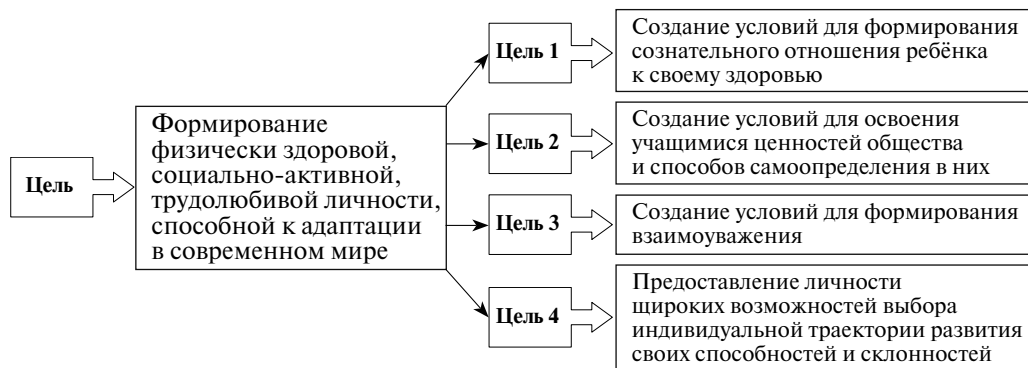 Цель
Формирование
физически здоровой,
социально-активной,
трудолюбивой личности,
способной к адаптации
в современном мире
Цель 1
Создание условий для формирования
сознательного отношения ребёнка
к своему здоровью
Цель 2
Создание условий для освоения
учащимися ценностей общества
и способов самоопределения в них
Цель 3
Создание условий для формирования
взаимоуважения
Цель 4
Предоставление личности
щироких возможностей выбора
индивидуальной траектории развития
своих способностей и склонностей